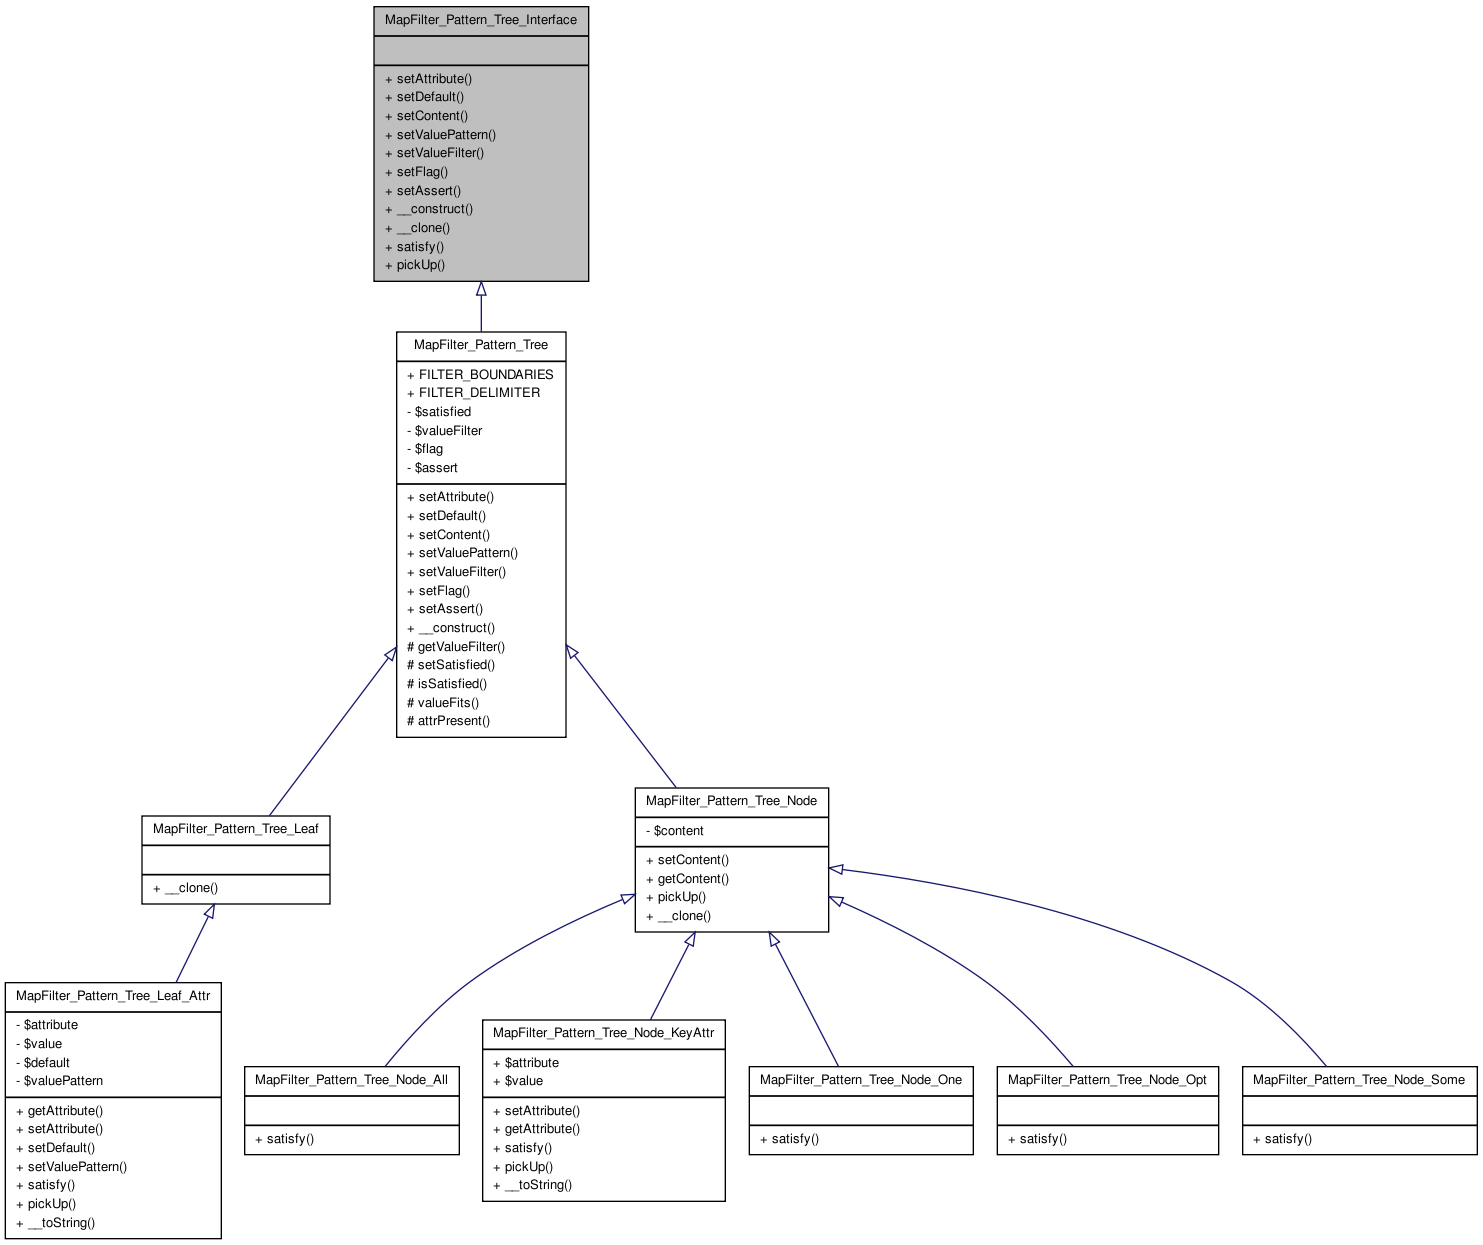 MapFilter_Pattern_Tree_Interface
+ setAttribute()
+ setDefault()
+ setContent()
+ setValuePattern()
+ setValueFilter()
+ setFlag()
+ setAssert()
+ __construct()
+ __clone()
+ satisfy()
+ pickUp()
MapFilter_Pattern_Tree
+ FILTER_BOUNDARIES
+ FILTER_DELIMITER
- $satisfied
- $valueFilter
- $flag
- $assert
+ setAttribute()
+ setDefault()
+ setContent()
+ setValuePattern()
+ setValueFilter()
+ setFlag()
+ setAssert()
+ __construct()
# getValueFilter()
# setSatisfied()
# isSatisfied()
# valueFits()
# attrPresent()
MapFilter_Pattern_Tree_Leaf
+ __clone()
MapFilter_Pattern_Tree_Node
- $content
+ setContent()
+ getContent()
+ pickUp()
+ __clone()
MapFilter_Pattern_Tree_Leaf_Attr
- $attribute
- $value
- $default
- $valuePattern
+ getAttribute()
+ setAttribute()
+ setDefault()
+ setValuePattern()
+ satisfy()
+ pickUp()
+ __toString()
MapFilter_Pattern_Tree_Node_All
+ satisfy()
MapFilter_Pattern_Tree_Node_KeyAttr
+ $attribute
+ $value
+ setAttribute()
+ getAttribute()
+ satisfy()
+ pickUp()
+ __toString()
MapFilter_Pattern_Tree_Node_One
+ satisfy()
MapFilter_Pattern_Tree_Node_Opt
+ satisfy()
MapFilter_Pattern_Tree_Node_Some
+ satisfy()